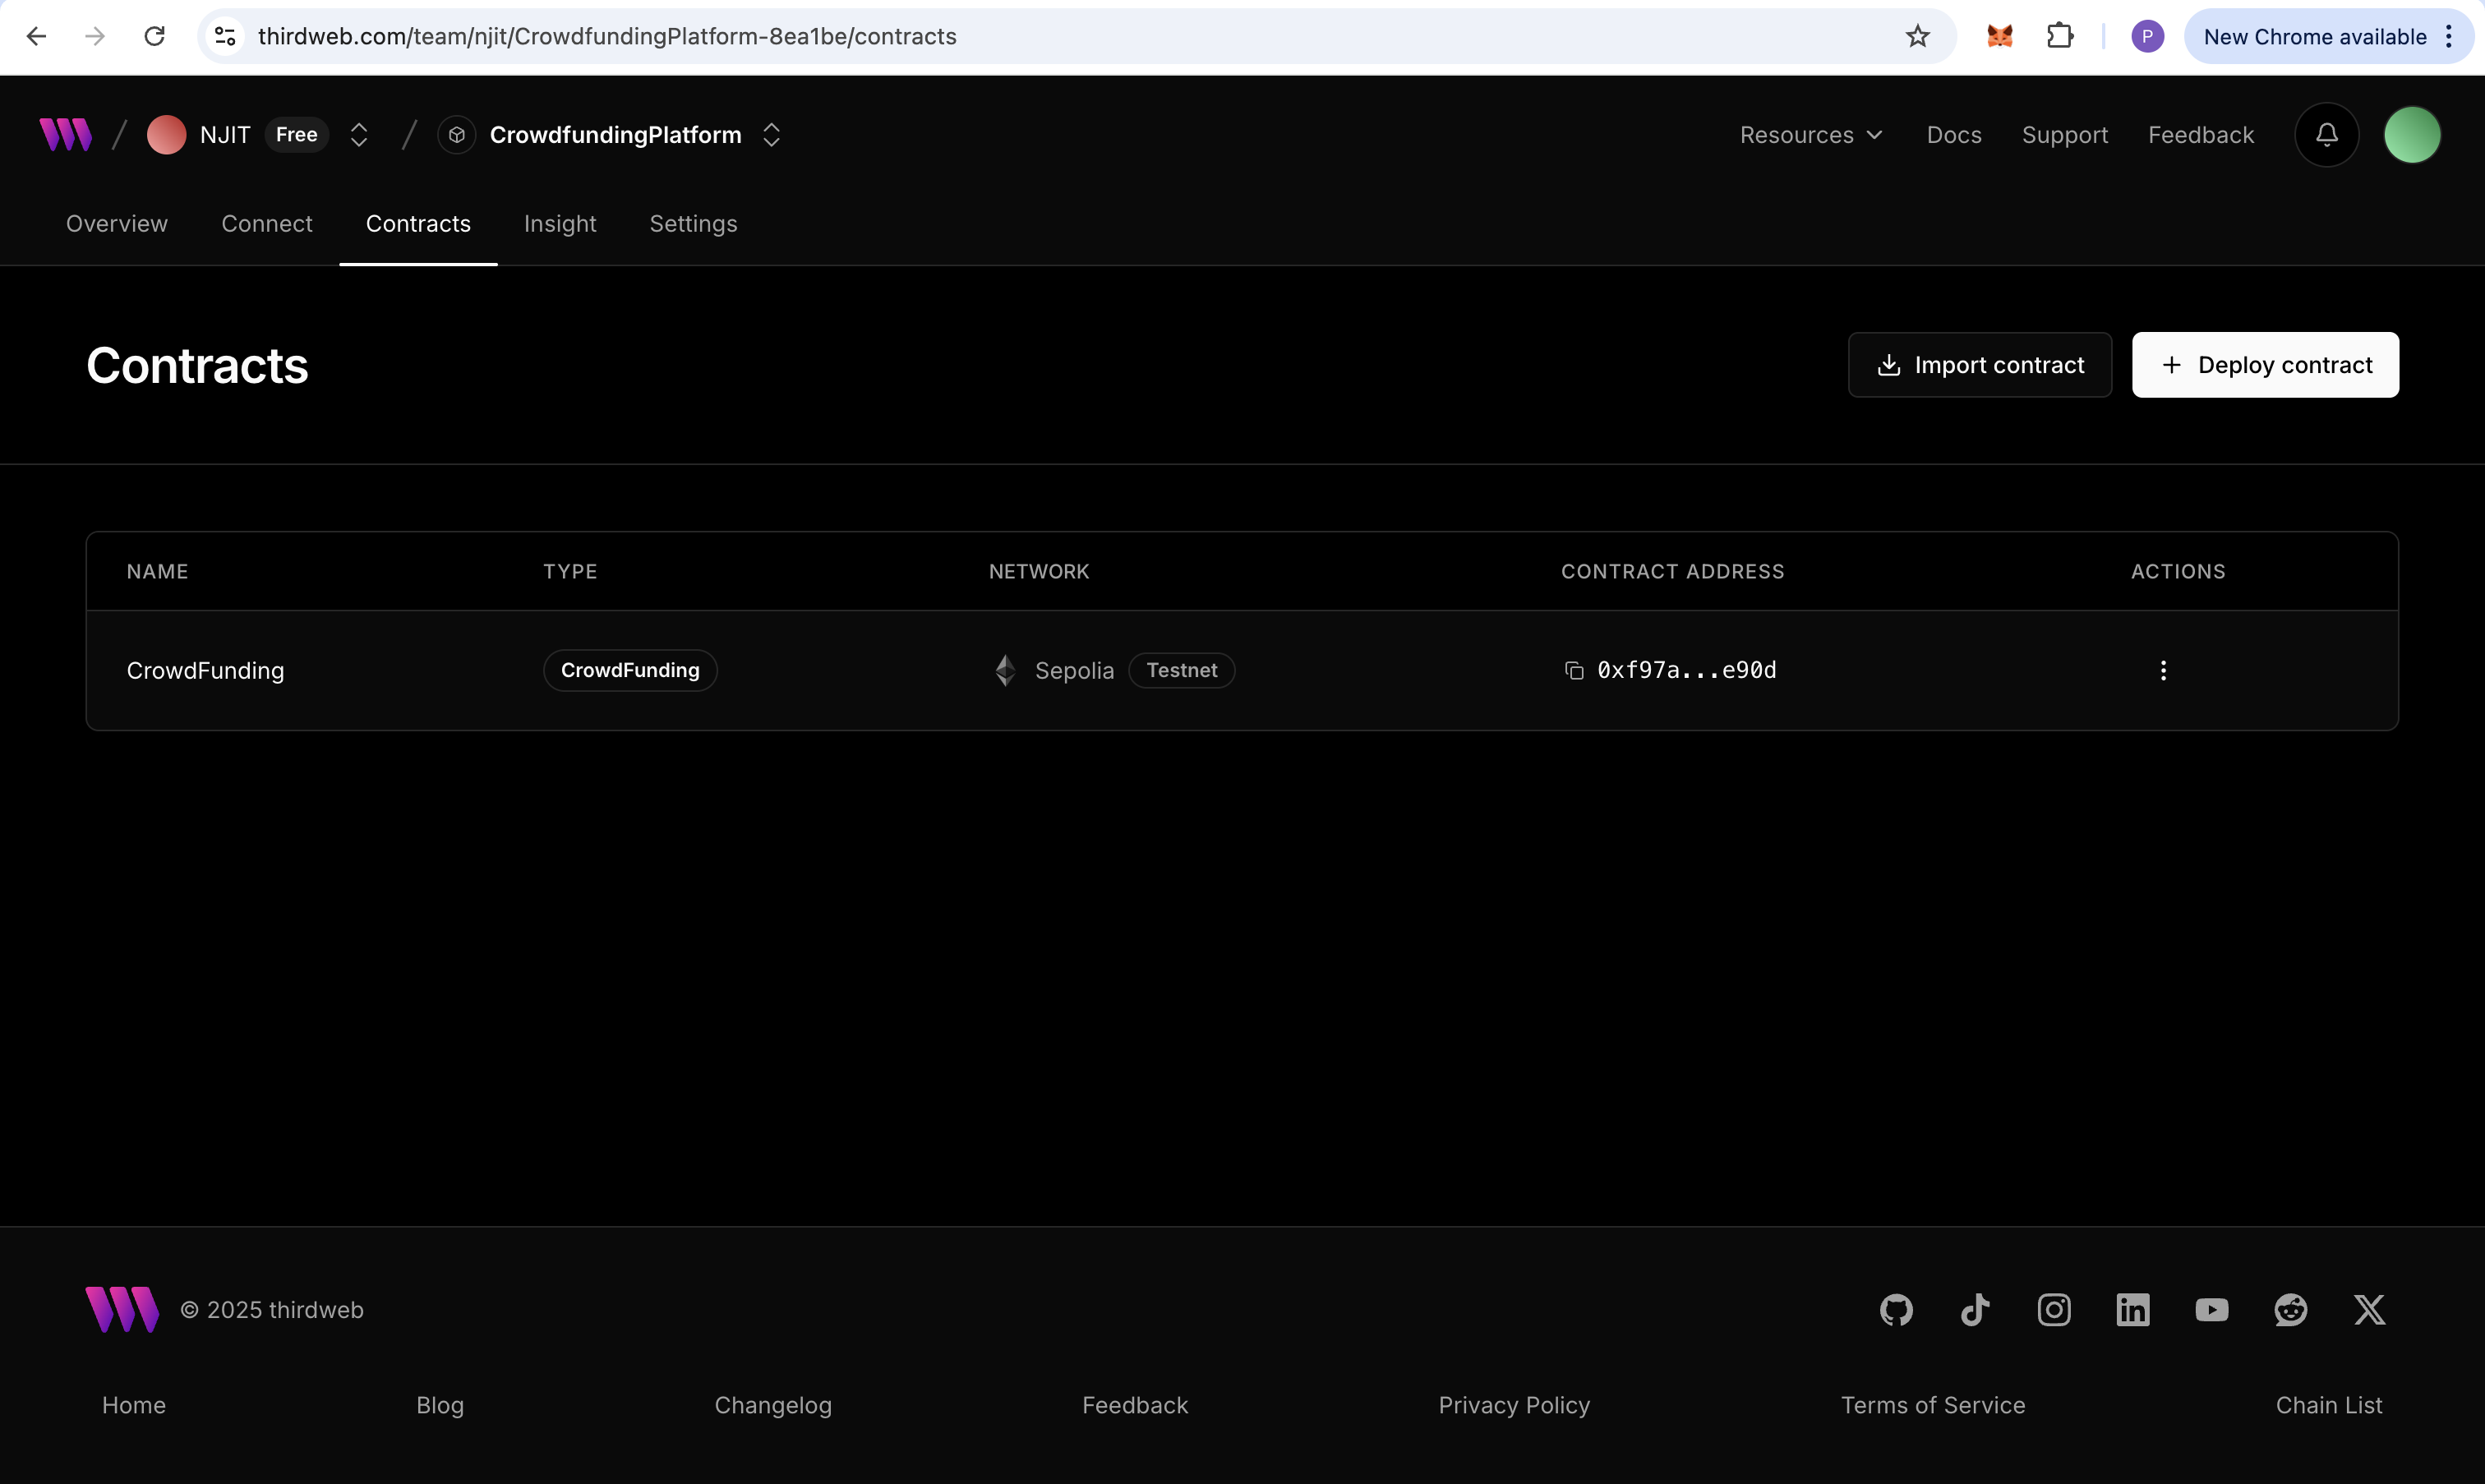 thirdweb.com/team/njit/CrowdfundingPlatform-8ea1be/contracts
P
New Chrome available
NJIT Free CrowdfundingPlatform
Resources Docs Support Feedback
Overview Connect Contracts Insight Settings
Contracts
Import contract
Deploy contract
NAME TYPE NETWORK CONTRACT ADDRESS ACTIONS
CrowdFunding CrowdFunding Sepolia Testnet 0xf97a...e90d
© 2025 thirdweb
Home Blog Changelog Feedback Privacy Policy Terms of Service Chain List